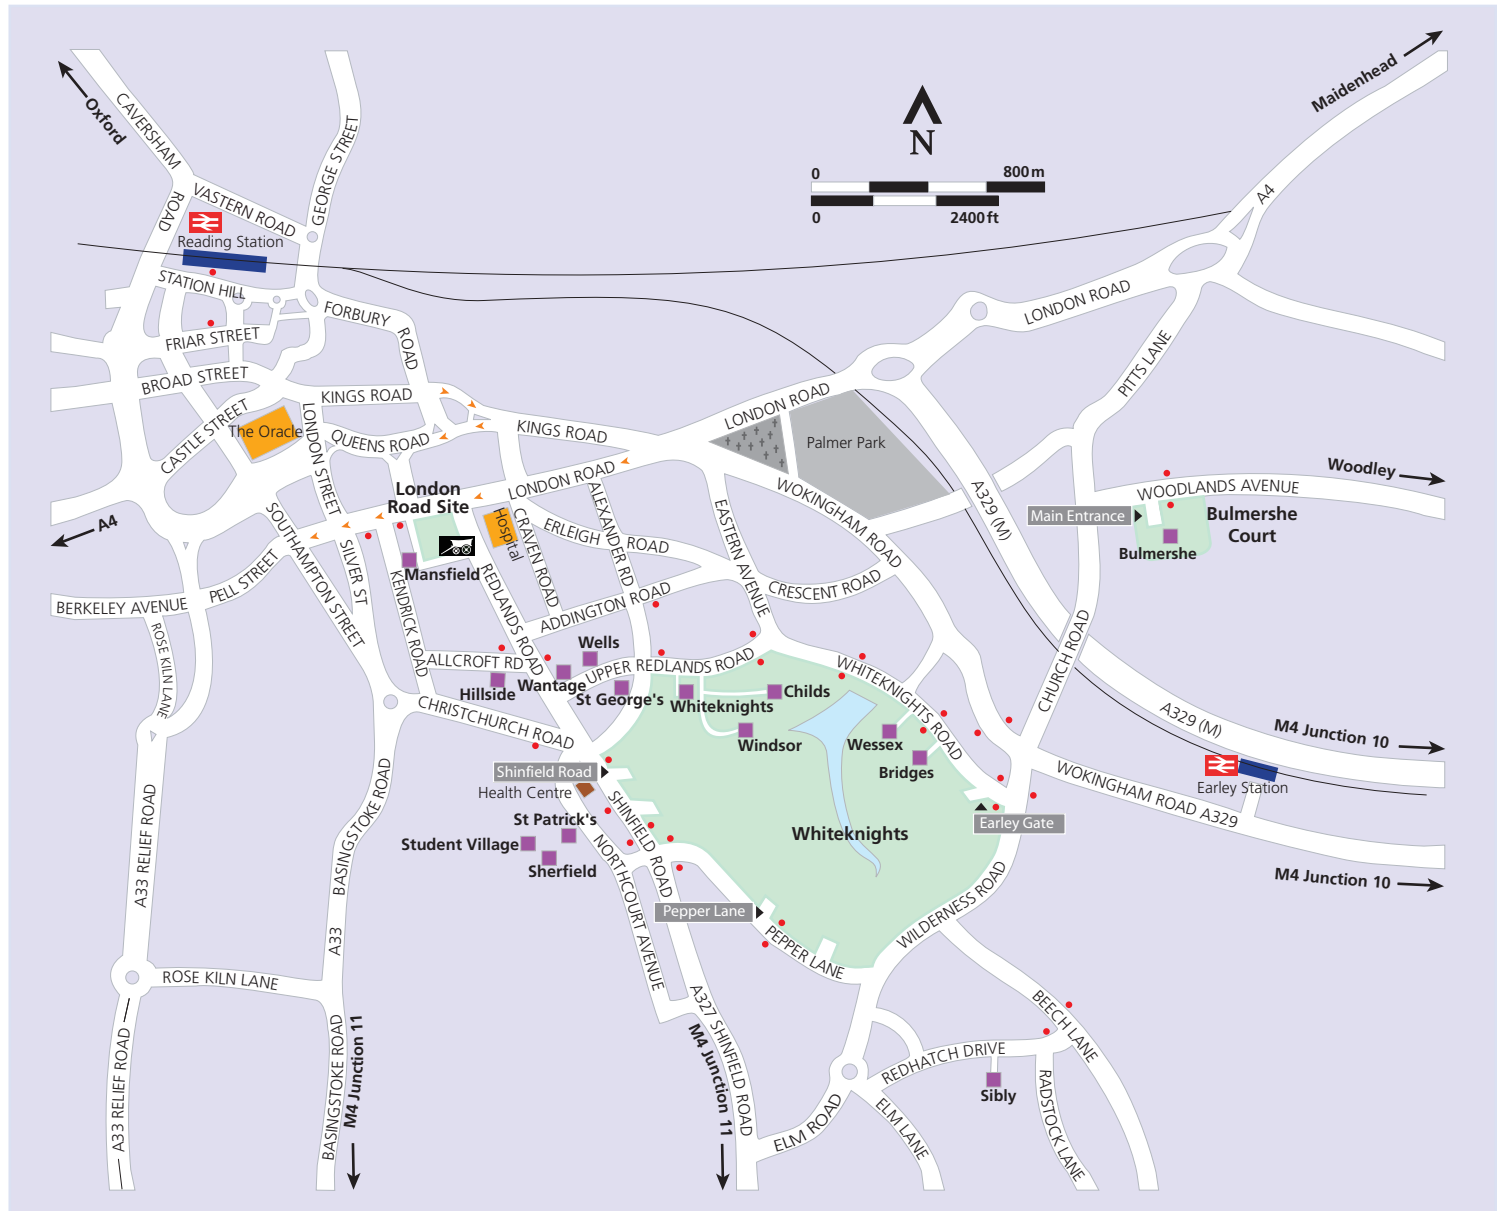 Oxford
CAVERSHAM
ROAD
VASTERN ROAD
GEORGE STREET
Reading Station
STATION HILL
FRIAR STREET
FORBURY
ROAD
BROAD STREET
KINGS ROAD
CASTLE STREET
The Oracle
LONDON STREET
QUEENS ROAD
KINGS ROAD
LONDON ROAD
N
0
800m
0
2400ft
Maidenhead
A4
LONDON ROAD
PITTS LANE
LONDON ROAD
Palmer Park
WOKINGHAM ROAD
A329 (M)
Woodley
WOODLANDS AVENUE
Main Entrance
Bulmershe
Court
Bulmershe
A4
London
Road Site
Hospital
CRAVEN ROAD
ALEXANDER RD
ERLEIGH
ROAD
EASTERN AVENUE
CRESCENT ROAD
ADDINGTON ROAD
SOUTHAMPTON STREET
SILVER ST
PELL STREET
BERKELEY AVENUE
ROSE KILN LANE
Mansfield
KENDRICK ROAD
REDLANDS ROAD
ALLCROFT RD
Hillside
Wantage
Wells
UPPER REDLANDS ROAD
St George's
Whiteknights
Childs
Windsor
WHITEKNIGHTS ROAD
Wessex
Bridges
CHURCH ROAD
A329 (M)
M4 Junction 10
Earley Station
WOKINGHAM ROAD A329
M4 Junction 10
CHRISTCHURCH ROAD
Shinfield Road
Health Centre
St Patrick's
Student Village
Sherfield
SHINFIELD
ROAD
NORTHCOURT AVENUE
Whiteknights
Earley Gate
Pepper Lane
PEPPER LANE
WILDERNESS ROAD
A33 RELIEF ROAD
BASINGSTOKE ROAD
A33
ROSE KILN LANE
A33 RELIEF ROAD
BASINGSTOKE ROAD
M4 Junction 11
A327 SHINFIELD ROAD
M4 Junction 11
BEECH LANE
REDHATCH DRIVE
Sibly
RADSTOCK LANE
ELM ROAD
ELM LANE